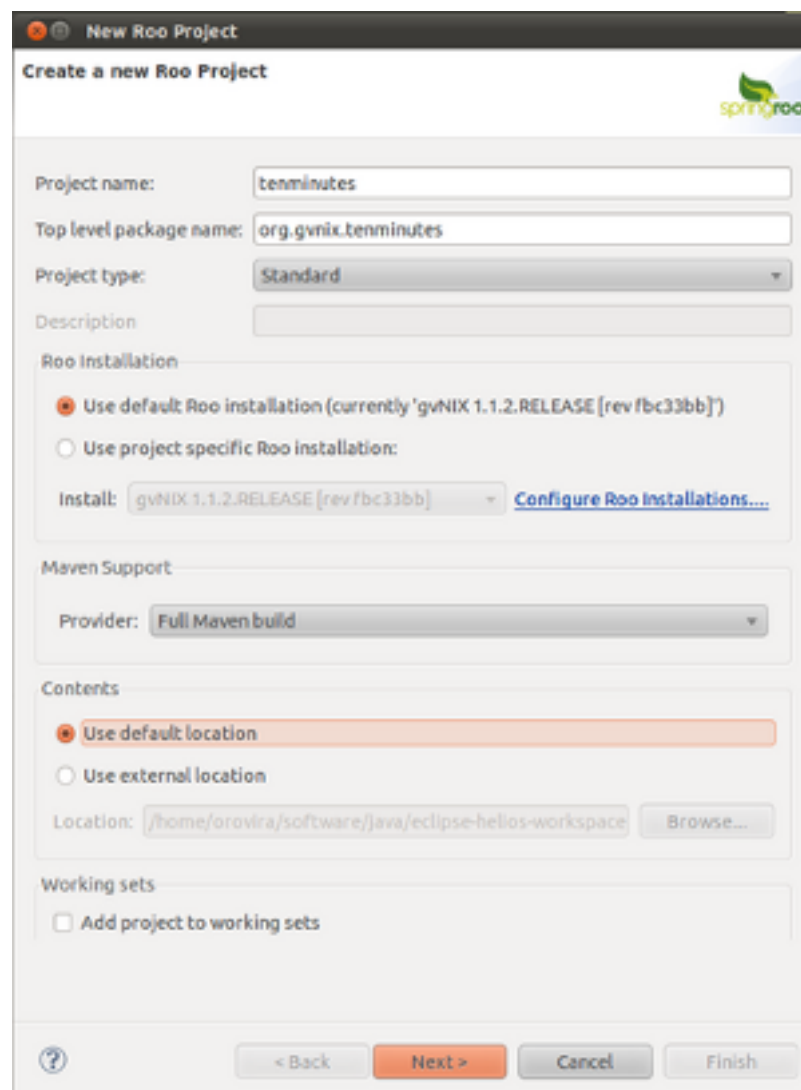 New Roo Project
Create a new Roo Project
springroo
Project name: tenminutes
Top level package name: org.gvnix.tenminutes
Project type: Standard
Description
Roo Installation
Use default Roo installation (currently 'gvNIX 1.1.2.RELEASE [rev fbc33bb]')
Use project specific Roo installation:
Install: gvNIX 1.1.2.RELEASE [rev fbc33bb] Configure Roo Installations....
Maven Support
Provider: Full Maven build
Contents
Use default location
Use external location
Location: /home/orovira/software/java/eclipse-helios-workspace Browse...
Working sets
Add project to working sets
< Back Next > Cancel Finish